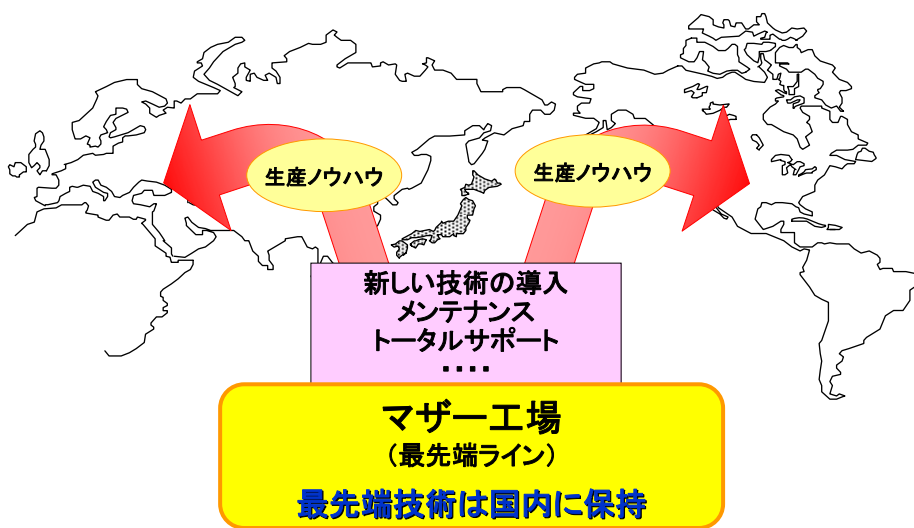 生産ノウハウ
生産ノウハウ
新しい技術の導入
メンテナンス
トータルサポート
････
マザー工場
（最先端ライン）
最先端技術は国内に保持